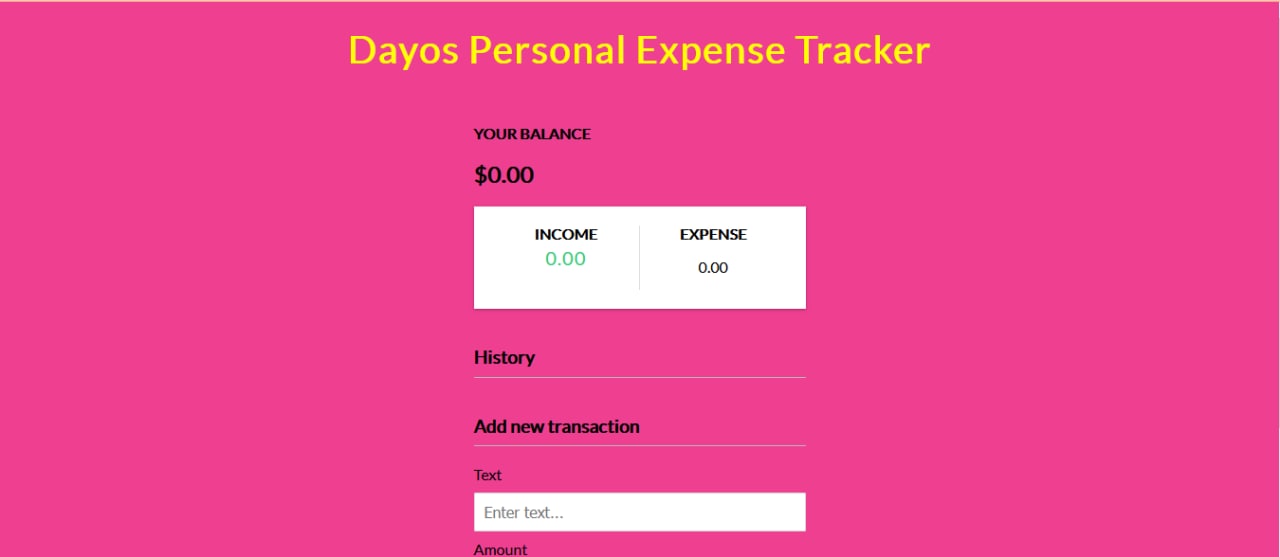 Dayos Personal Expense Tracker
YOUR BALANCE
$0.00
INCOME EXPENSE
0.00 0.00
History
Add new transaction
Text
Enter text...
Amount